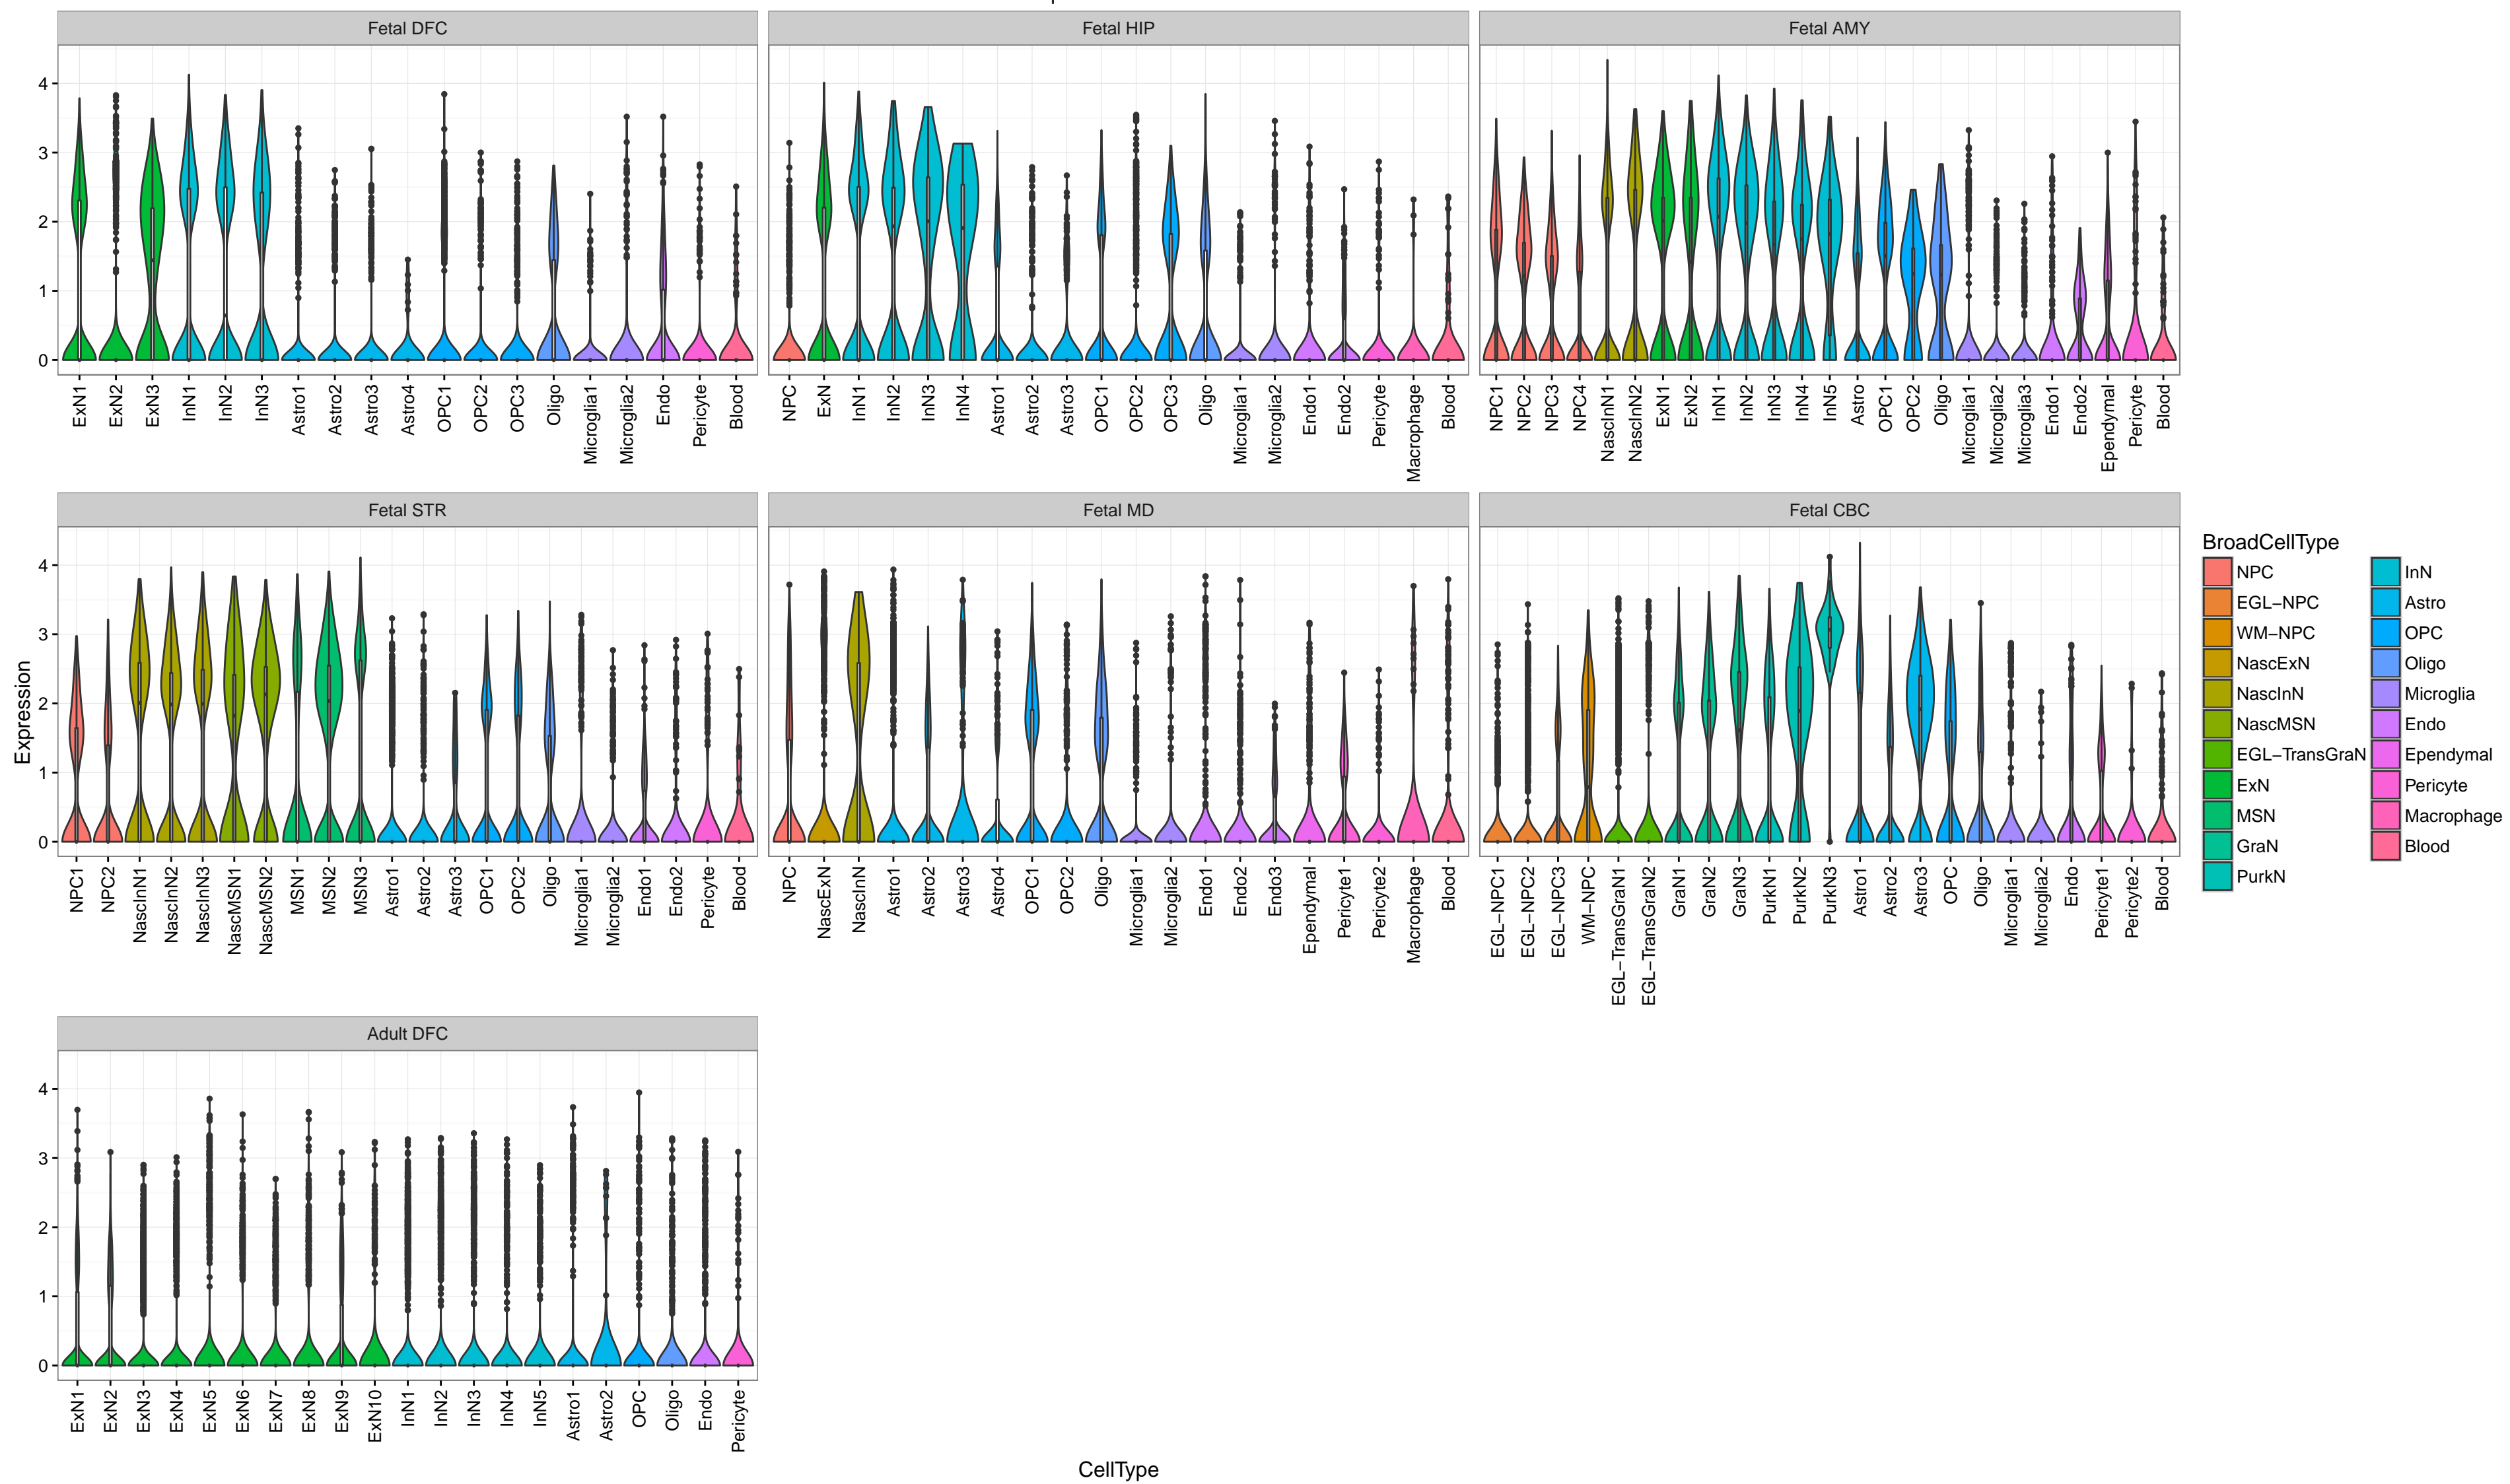 Fetal DFC Fetal HIP Fetal AMY
4
3
2
1
0
ExN1 ExN2 ExN3 InN1 InN2 InN3 Astro1 Astro2 Astro3 Astro4 OPC1 OPC2 OPC3 Oligo Microglia1 Microglia2 Endo Pericyte Blood
NPC ExN InN1 InN2 InN3 InN4 Astro1 Astro2 Astro3 OPC1 OPC2 OPC3 Oligo Microglia1 Microglia2 Endo1 Endo2 Pericyte Macrophage Blood
NPC1 NPC2 NPC3 NPC4 NascInN1 NascInN2 ExN1 ExN2 InN1 InN2 InN3 InN4 InN5 Astro OPC1 OPC2 Oligo Microglia1 Microglia2 Microglia3 Endo1 Endo2 Ependymal Pericyte Blood
Fetal STR Fetal MD Fetal CBC
Expression
4
3
2
1
0
NPC1 NPC2 NascInN1 NascInN2 NascInN3 NascMSN1 NascMSN2 MSN1 MSN2 MSN3 Astro1 Astro2 Astro3 OPC1 OPC2 Oligo Microglia1 Microglia2 Endo1 Endo2 Pericyte Blood
NPC NascExN NascInN Astro1 Astro2 Astro3 Astro4 OPC1 OPC2 Oligo Microglia1 Microglia2 Endo1 Endo2 Endo3 Ependymal Pericyte1 Pericyte2 Macrophage Blood
EGL−NPC1 EGL−NPC2 EGL−NPC3 WM−NPC EGL−TransGraN1 EGL−TransGraN2 GraN1 GraN2 GraN3 PurkN1 PurkN2 PurkN3 Astro1 Astro2 Astro3 OPC Oligo Microglia1 Microglia2 Endo Pericyte1 Pericyte2 Blood
BroadCellType
NPC InN
EGL−NPC Astro
WM−NPC OPC
NascExN Oligo
NascInN Microglia
NascMSN Endo
EGL−TransGraN Ependymal
ExN Pericyte
MSN Macrophage
GraN Blood
PurkN
Adult DFC
4
3
2
1
0
ExN1 ExN2 ExN3 ExN4 ExN5 ExN6 ExN7 ExN8 ExN9 ExN10 InN1 InN2 InN3 InN4 InN5 Astro1 Astro2 OPC Oligo Endo Pericyte
CellType